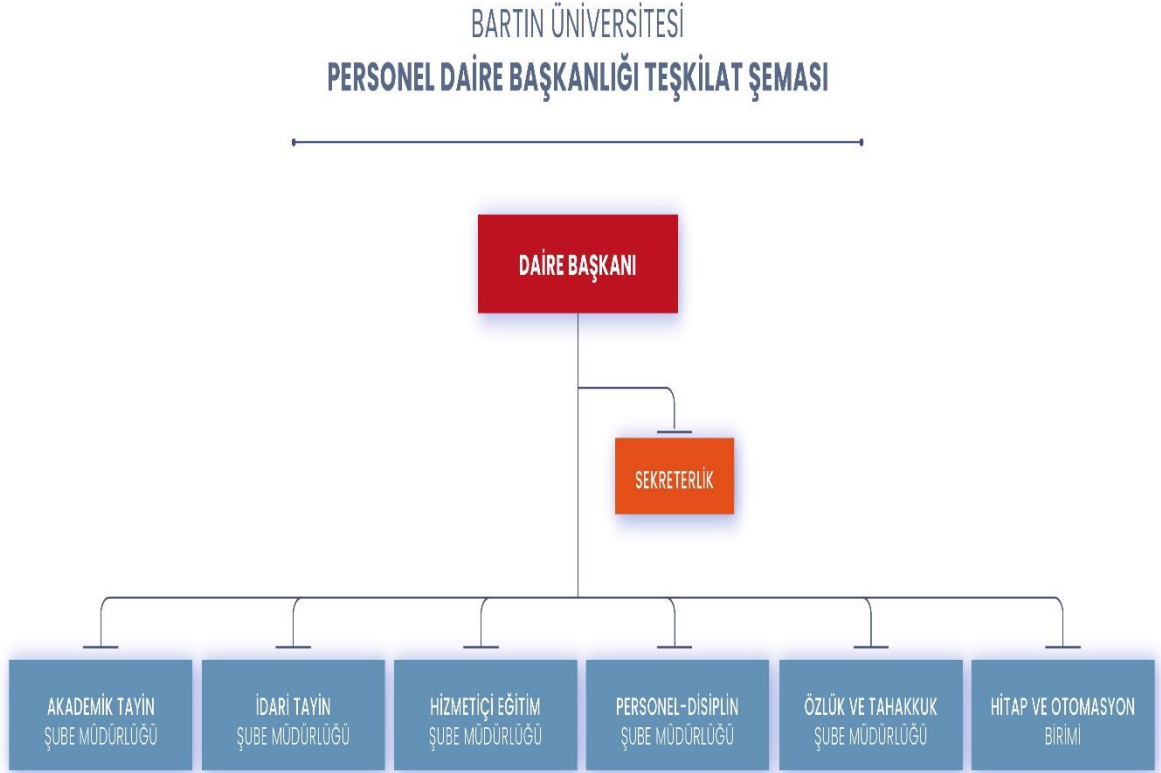 BARTIN ÜNİVERSİTESİ
PERSONEL DAİRE BAŞKANLIĞI TEŞKİLAT ŞEMASI
DAİRE BAŞKANI
SEKRETERLİK
AKADEMİK TAYİN
ŞUBE MÜDÜRLÜĞÜ
İDARİ TAYİN
ŞUBE MÜDÜRLÜĞÜ
HİZMETİÇİ EĞİTİM
ŞUBE MÜDÜRLÜĞÜ
PERSONEL-DİSİPLİN
ŞUBE MÜDÜRLÜĞÜ
ÖZLÜK VE TAHAKKUK
ŞUBE MÜDÜRLÜĞÜ
HİTAP VE OTOMASYON
BİRİMİ